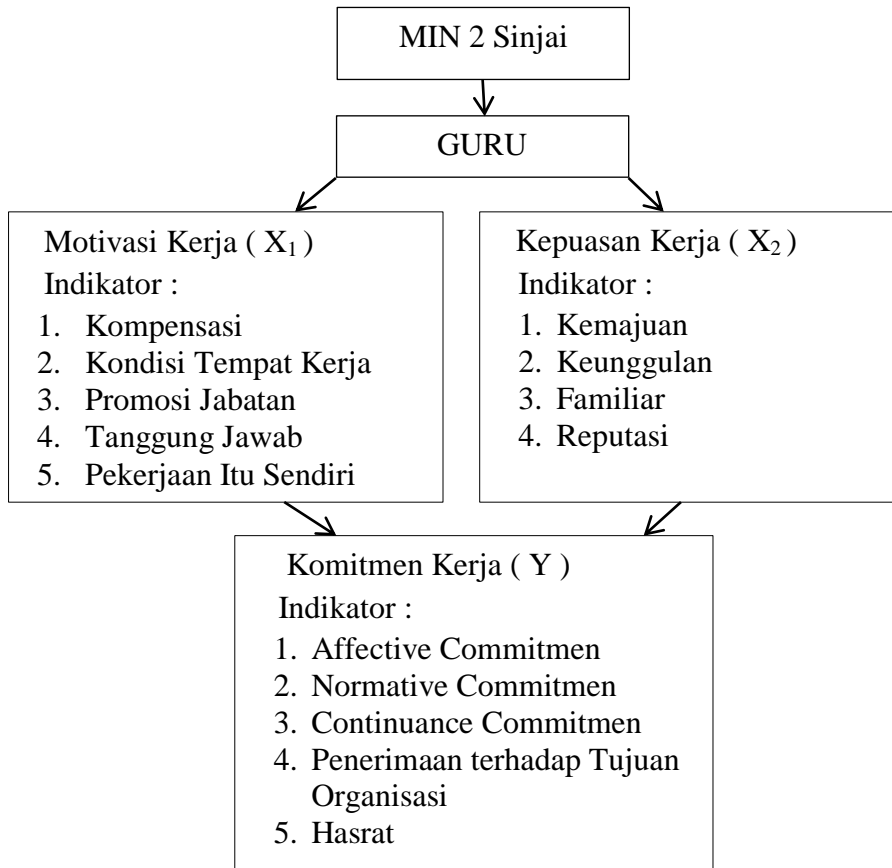 MIN 2 Sinjai
GURU
Motivasi Kerja ( X₁ )
Indikator :
1. Kompensasi
2. Kondisi Tempat Kerja
3. Promosi Jabatan
4. Tanggung Jawab
5. Pekerjaan Itu Sendiri
Kepuasan Kerja ( X₂ )
Indikator :
1. Kemajuan
2. Keunggulan
3. Familiar
4. Reputasi
Komitmen Kerja ( Y )
Indikator :
1. Affective Commitmen
2. Normative Commitmen
3. Continuance Commitmen
4. Penerimaan terhadap Tujuan
Organisasi
5. Hasrat